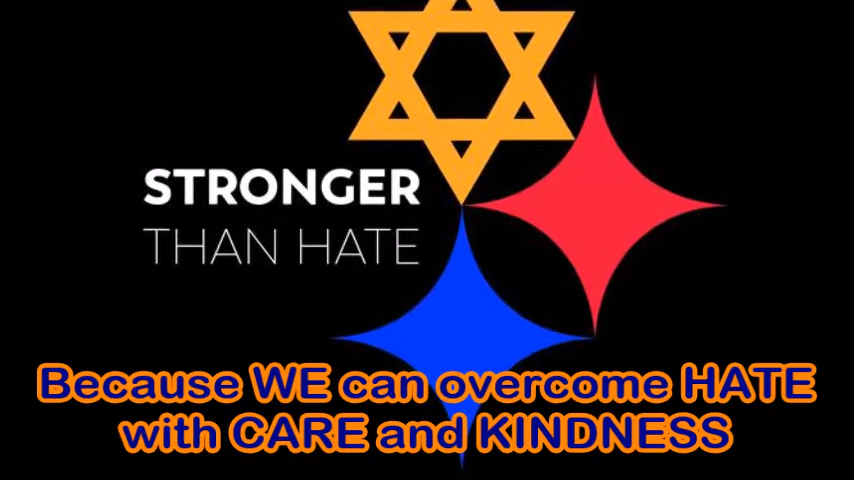 STRONGER
THAN HATE
Because WE can overcome HATE
with CARE and KINDNESS